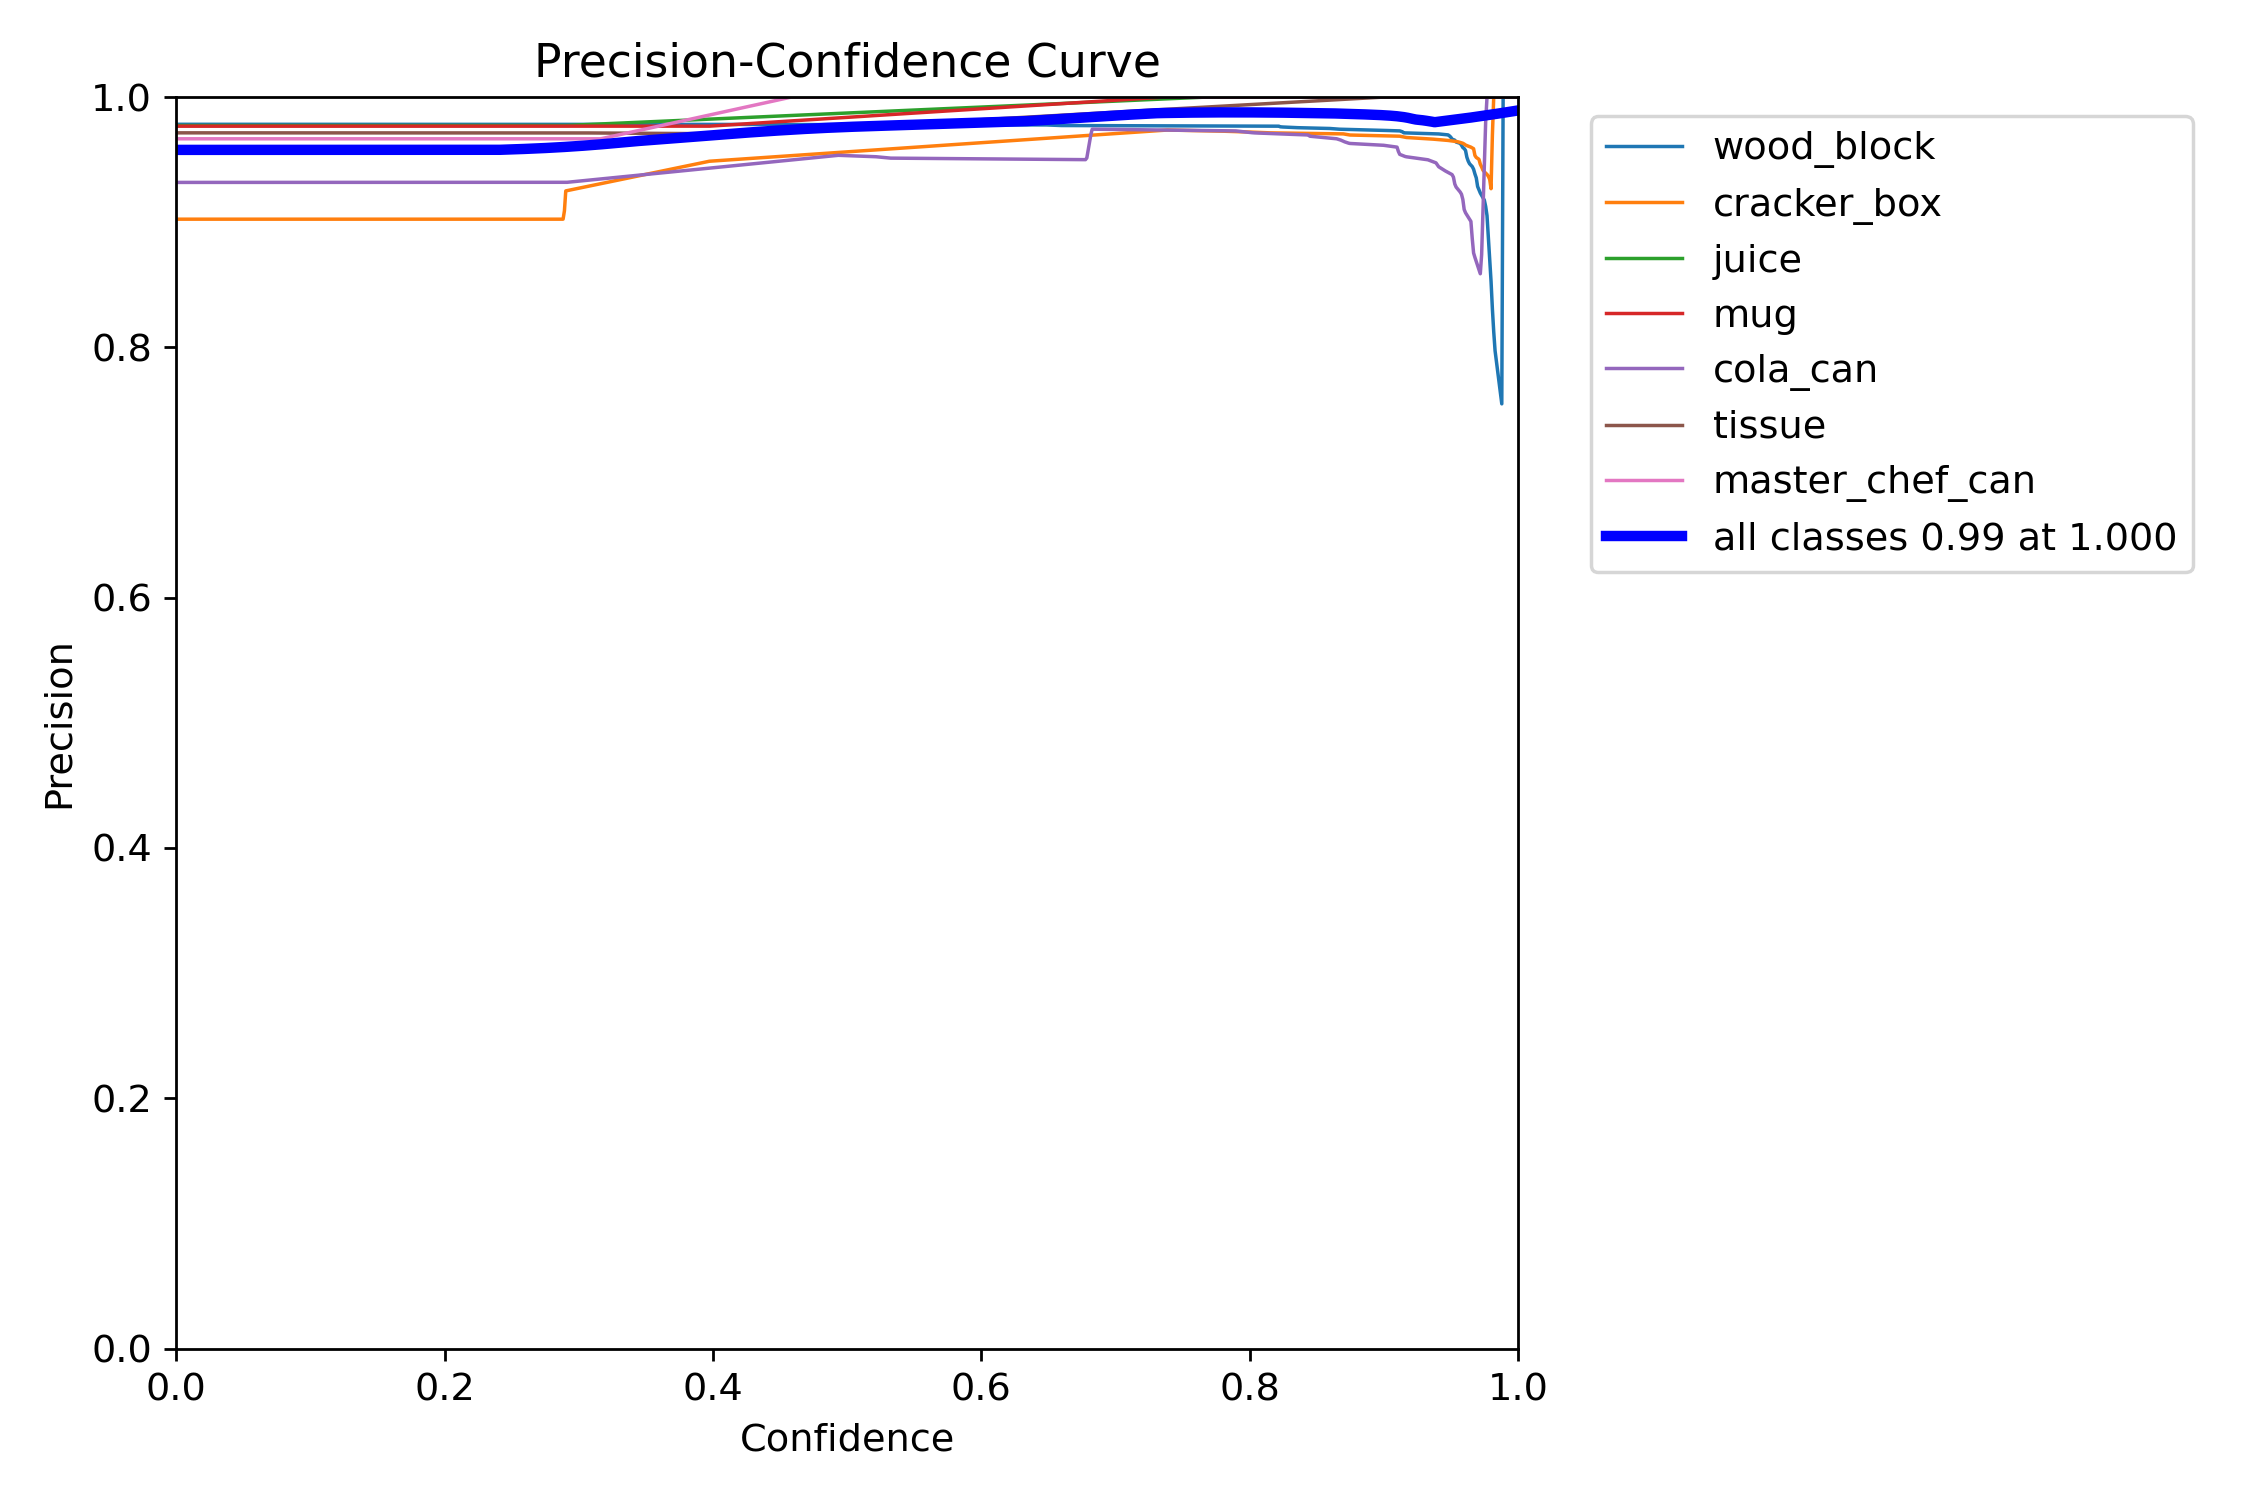 Precision-Confidence Curve
1.0
0.8
0.6
0.4
0.2
0.0
Precision
0.0 0.2 0.4 0.6 0.8 1.0
Confidence
wood_block
cracker_box
juice
mug
cola_can
tissue
master_chef_can
all classes 0.99 at 1.000